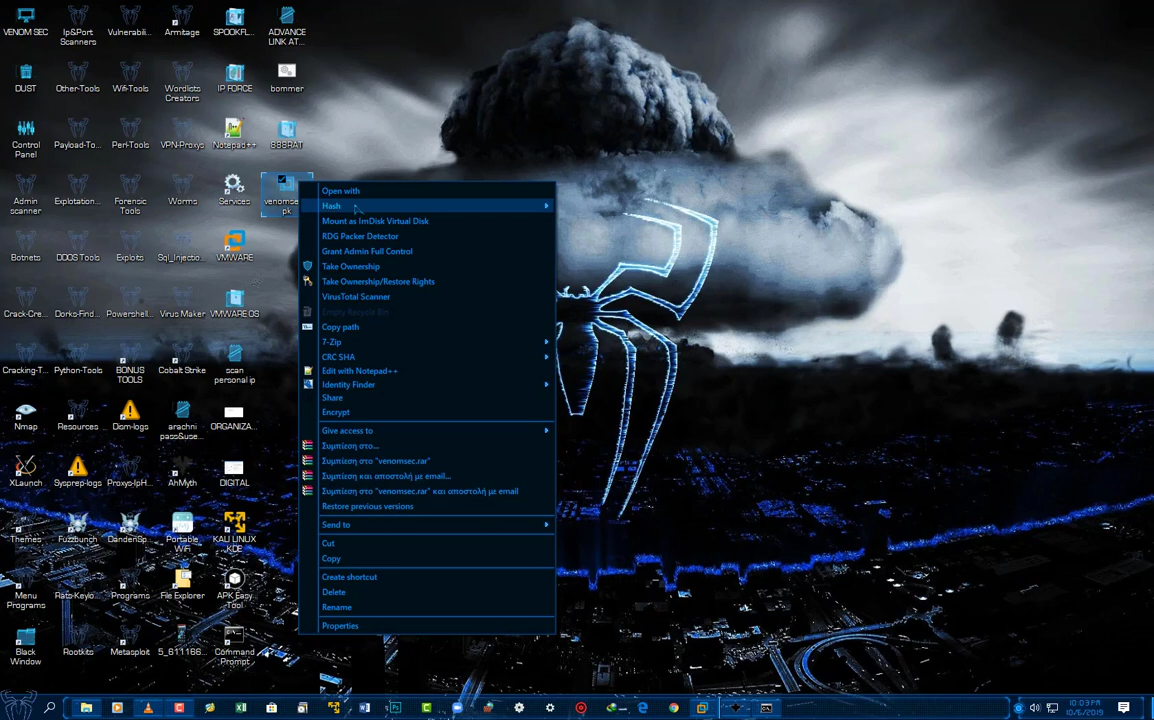 VENOM SEC
Ip&Port
Scanners
Vulnerabili...
Armitage
SPOOKFL...
ADVANCE
LINK AT...
DUST
Other-Tools
Wifi-Tools
Wordlists
Creators
IP FORCE
bommer
Control
Panel
Payload-To...
Perl-Tools
VPN-Proxys
Notepad++
888RAT
Admin
scanner
Explotation...
Forensic
Tools
Worms
Services
venomse
pk
Botnets
DDOS Tools
Exploits
Sql_Injectio...
VMWARE
Crack-Cre...
Dorks-Find...
Powershell...
Virus Maker
VMWARE OS
Cracking-T...
Python-Tools
BONUS
TOOLS
Cobalt Strike
scan
personal ip
Nmap
Resources
Dism-logs
arachni
pass&use...
ORGANIZA...
XLaunch
Sysprep-logs
Proxys-IpH...
AhMyth
DIGITAL
Themes
Fuzzbunch
DanderSp...
Portable
WiFi
KALI LINUX
KDE
Menu
Programs
Rats-Keylo...
Programs
File Explorer
APK Easy
Tool
Black
Window
Rootkits
Metasploit
5_611166...
Command
Prompt
Open with
Hash
Mount as ImDisk Virtual Disk
RDG Packer Detector
Grant Admin Full Control
Take Ownership
Take Ownership/Restore Rights
VirusTotal Scanner
Empty Recycle Bin
Copy path
7-Zip
CRC SHA
Edit with Notepad++
Identity Finder
Share
Encrypt
Give access to
Συμπίεση στο...
Συμπίεση στο "venomsec.rar"
Συμπίεση και αποστολή με email...
Συμπίεση στο "venomsec.rar" και αποστολή με email
Restore previous versions
Send to
Cut
Copy
Create shortcut
Delete
Rename
Properties
10:03 PM
10/6/2019